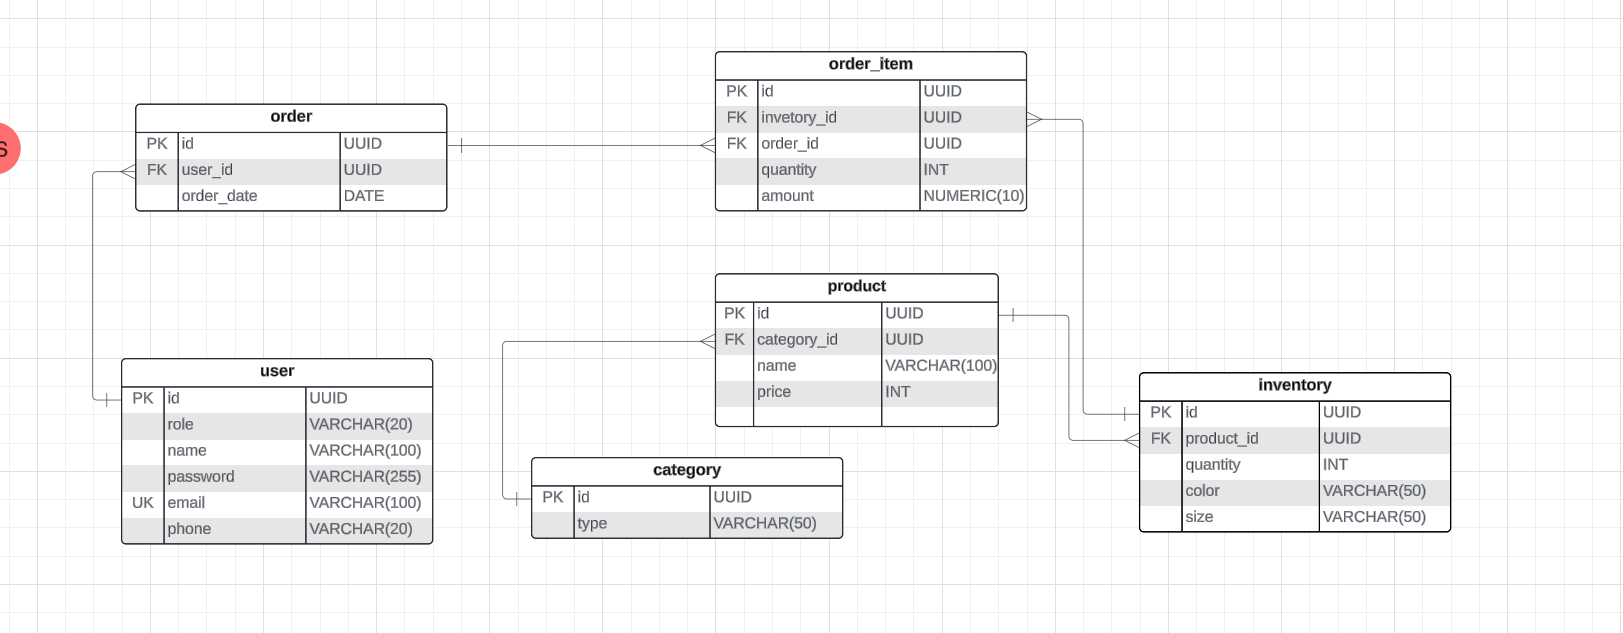 S
order
PK id UUID
FK user_id UUID
order_date DATE
order_item
PK id UUID
FK invetory_id UUID
FK order_id UUID
quantity INT
amount NUMERIC(10)
user
PK id UUID
role VARCHAR(20)
name VARCHAR(100)
password VARCHAR(255)
UK email VARCHAR(100)
phone VARCHAR(20)
product
PK id UUID
FK category_id UUID
name VARCHAR(100)
price INT
category
PK id UUID
type VARCHAR(50)
inventory
PK id UUID
FK product_id UUID
quantity INT
color VARCHAR(50)
size VARCHAR(50)